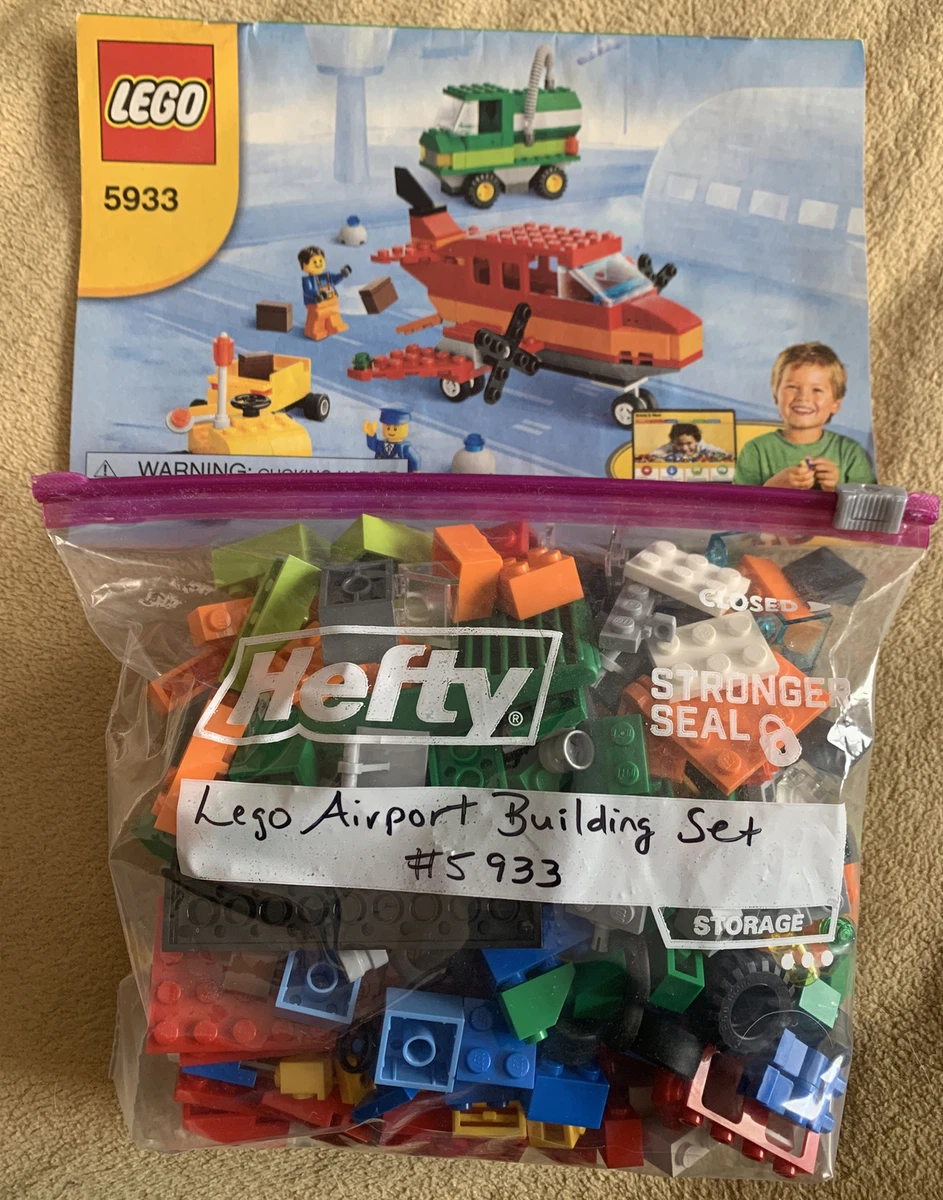 LEGO
5933
WARNING:
Hefty®
CLOSED
STRONGER
SEAL
Lego Airport Building Set
#5933
STORAGE